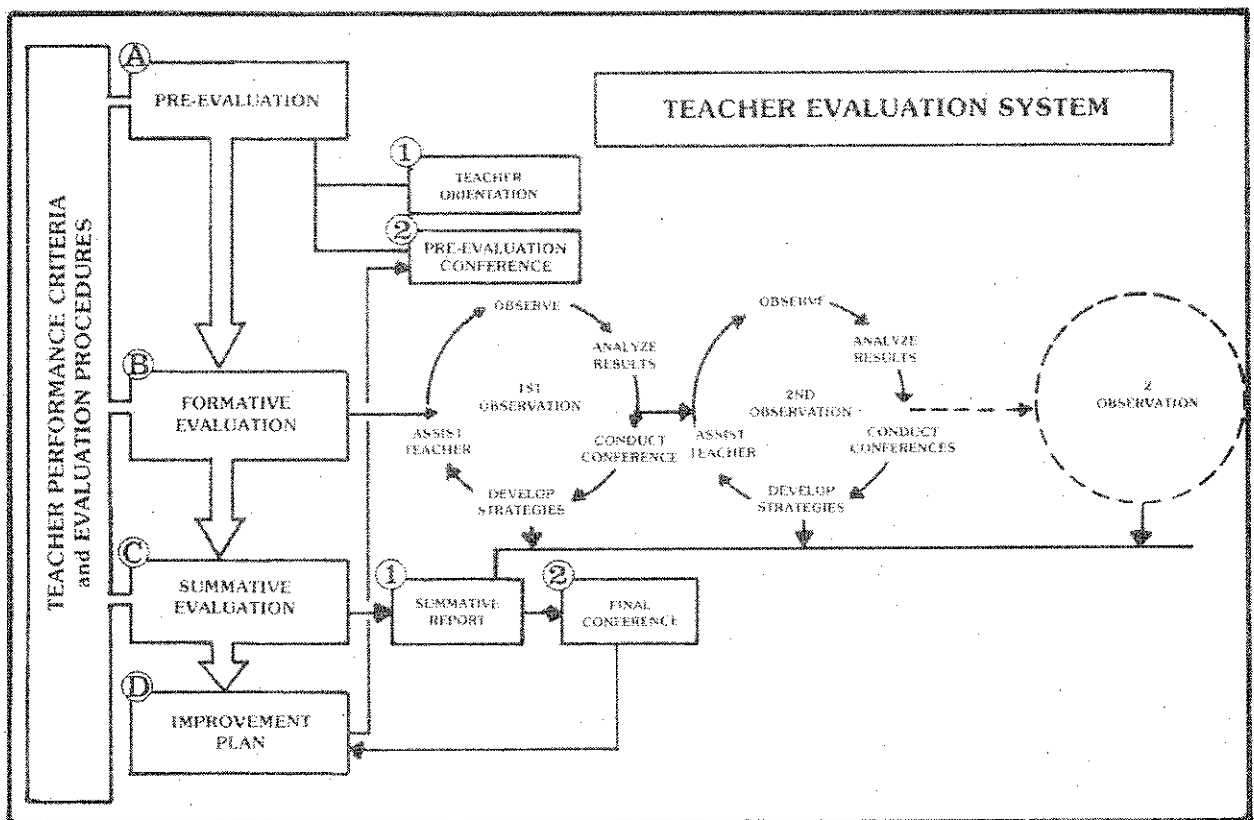 TEACHER EVALUATION SYSTEM
TEACHER PERFORMANCE CRITERIA
and EVALUATION PROCEDURES
A
PRE-EVALUATION
1
TEACHER
ORIENTATION
2
PRE-EVALUATION
CONFERENCE
B
FORMATIVE
EVALUATION
OBSERVE
ANALYZE
RESULTS
1ST
OBSERVATION
CONDUCT
CONFERENCE
DEVELOP
STRATEGIES
ASSIST
TEACHER
OBSERVE
ANALYZE
RESULTS
2ND
OBSERVATION
CONDUCT
CONFERENCES
DEVELOP
STRATEGIES
ASSIST
TEACHER
2
OBSERVATION
C
SUMMATIVE
EVALUATION
1
SUMMATIVE
REPORT
2
FINAL
CONFERENCE
D
IMPROVEMENT
PLAN